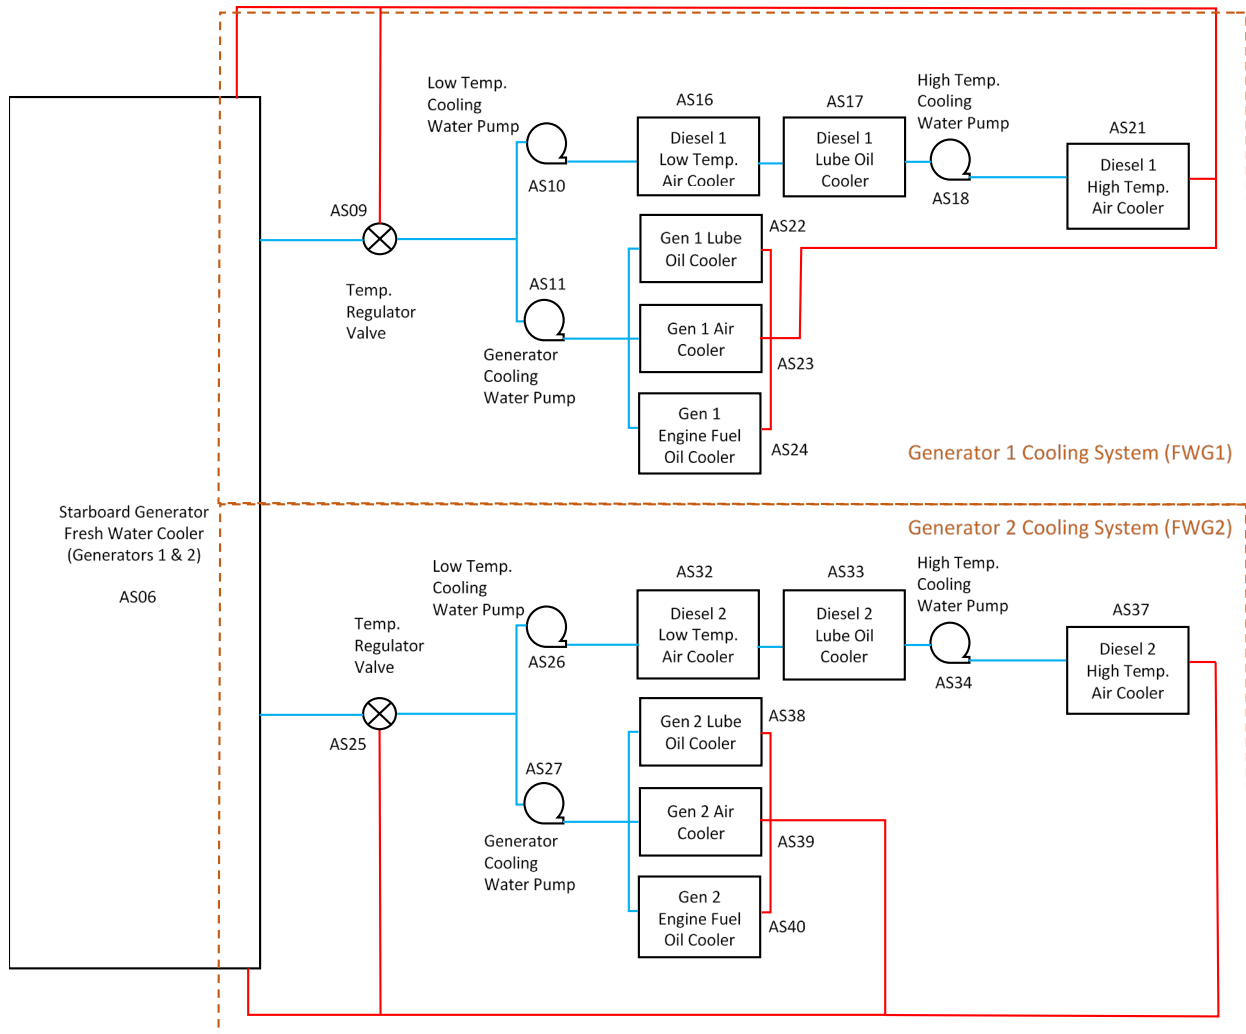 Low Temp.
Cooling
Water Pump
AS10
AS16
Diesel 1
Low Temp.
Air Cooler
AS17
Diesel 1
Lube Oil
Cooler
High Temp.
Cooling
Water Pump
AS18
AS21
Diesel 1
High Temp.
Air Cooler
AS09
Temp.
Regulator
Valve
AS11
Generator
Cooling
Water Pump
AS22
Gen 1 Lube
Oil Cooler
Gen 1 Air
Cooler
AS23
Gen 1
Engine Fuel
Oil Cooler
AS24
Generator 1 Cooling System (FWG1)
Starboard Generator
Fresh Water Cooler
(Generators 1 & 2)
AS06
Generator 2 Cooling System (FWG2)
Low Temp.
Cooling
Water Pump
AS26
AS32
Diesel 2
Low Temp.
Air Cooler
AS33
Diesel 2
Lube Oil
Cooler
High Temp.
Cooling
Water Pump
AS34
AS37
Diesel 2
High Temp.
Air Cooler
Temp.
Regulator
Valve
AS25
AS27
Generator
Cooling
Water Pump
AS38
Gen 2 Lube
Oil Cooler
Gen 2 Air
Cooler
AS39
Gen 2
Engine Fuel
Oil Cooler
AS40